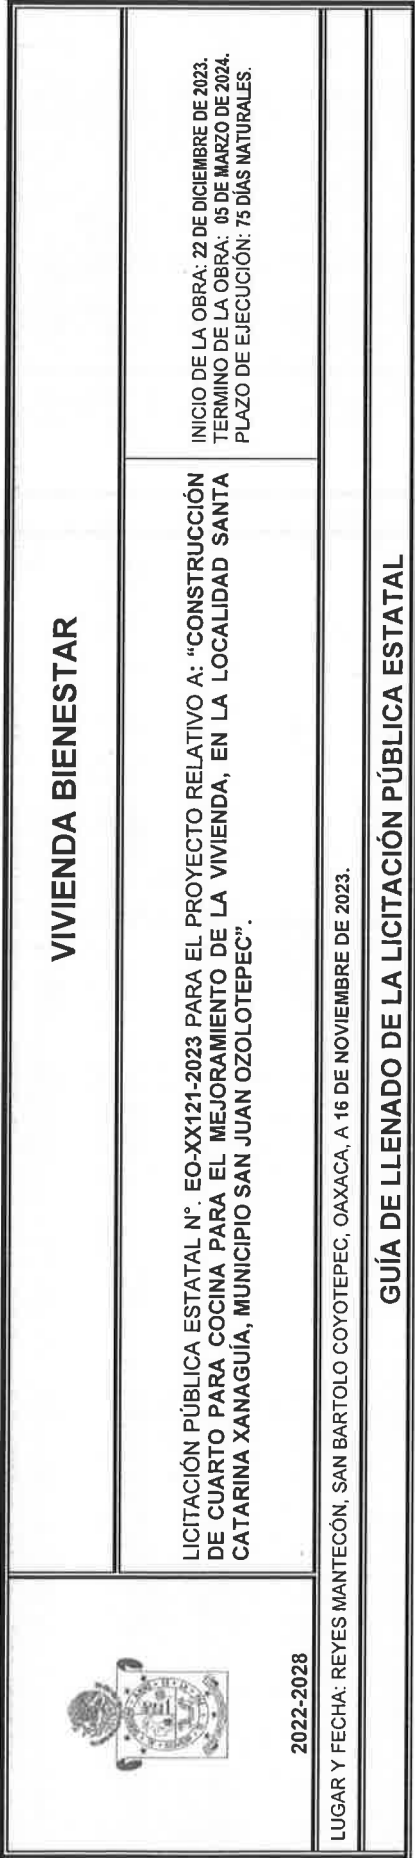 VIVIENDA BIENESTAR
2022-2028
LICITACIÓN PÚBLICA ESTATAL N°. EO-XX121-2023 PARA EL PROYECTO RELATIVO A: “CONSTRUCCIÓN
DE CUARTO PARA COCINA PARA EL MEJORAMIENTO DE LA VIVIENDA, EN LA LOCALIDAD SANTA
CATARINA XANAGUÍA, MUNICIPIO SAN JUAN OZOLOTEPEC”.
INICIO DE LA OBRA: 22 DE DICIEMBRE DE 2023.
TERMINO DE LA OBRA: 05 DE MARZO DE 2024.
PLAZO DE EJECUCIÓN: 75 DÍAS NATURALES.
LUGAR Y FECHA: REYES MANTECÓN, SAN BARTOLO COYOTEPEC, OAXACA, A 16 DE NOVIEMBRE DE 2023.
GUÍA DE LLENADO DE LA LICITACIÓN PÚBLICA ESTATAL